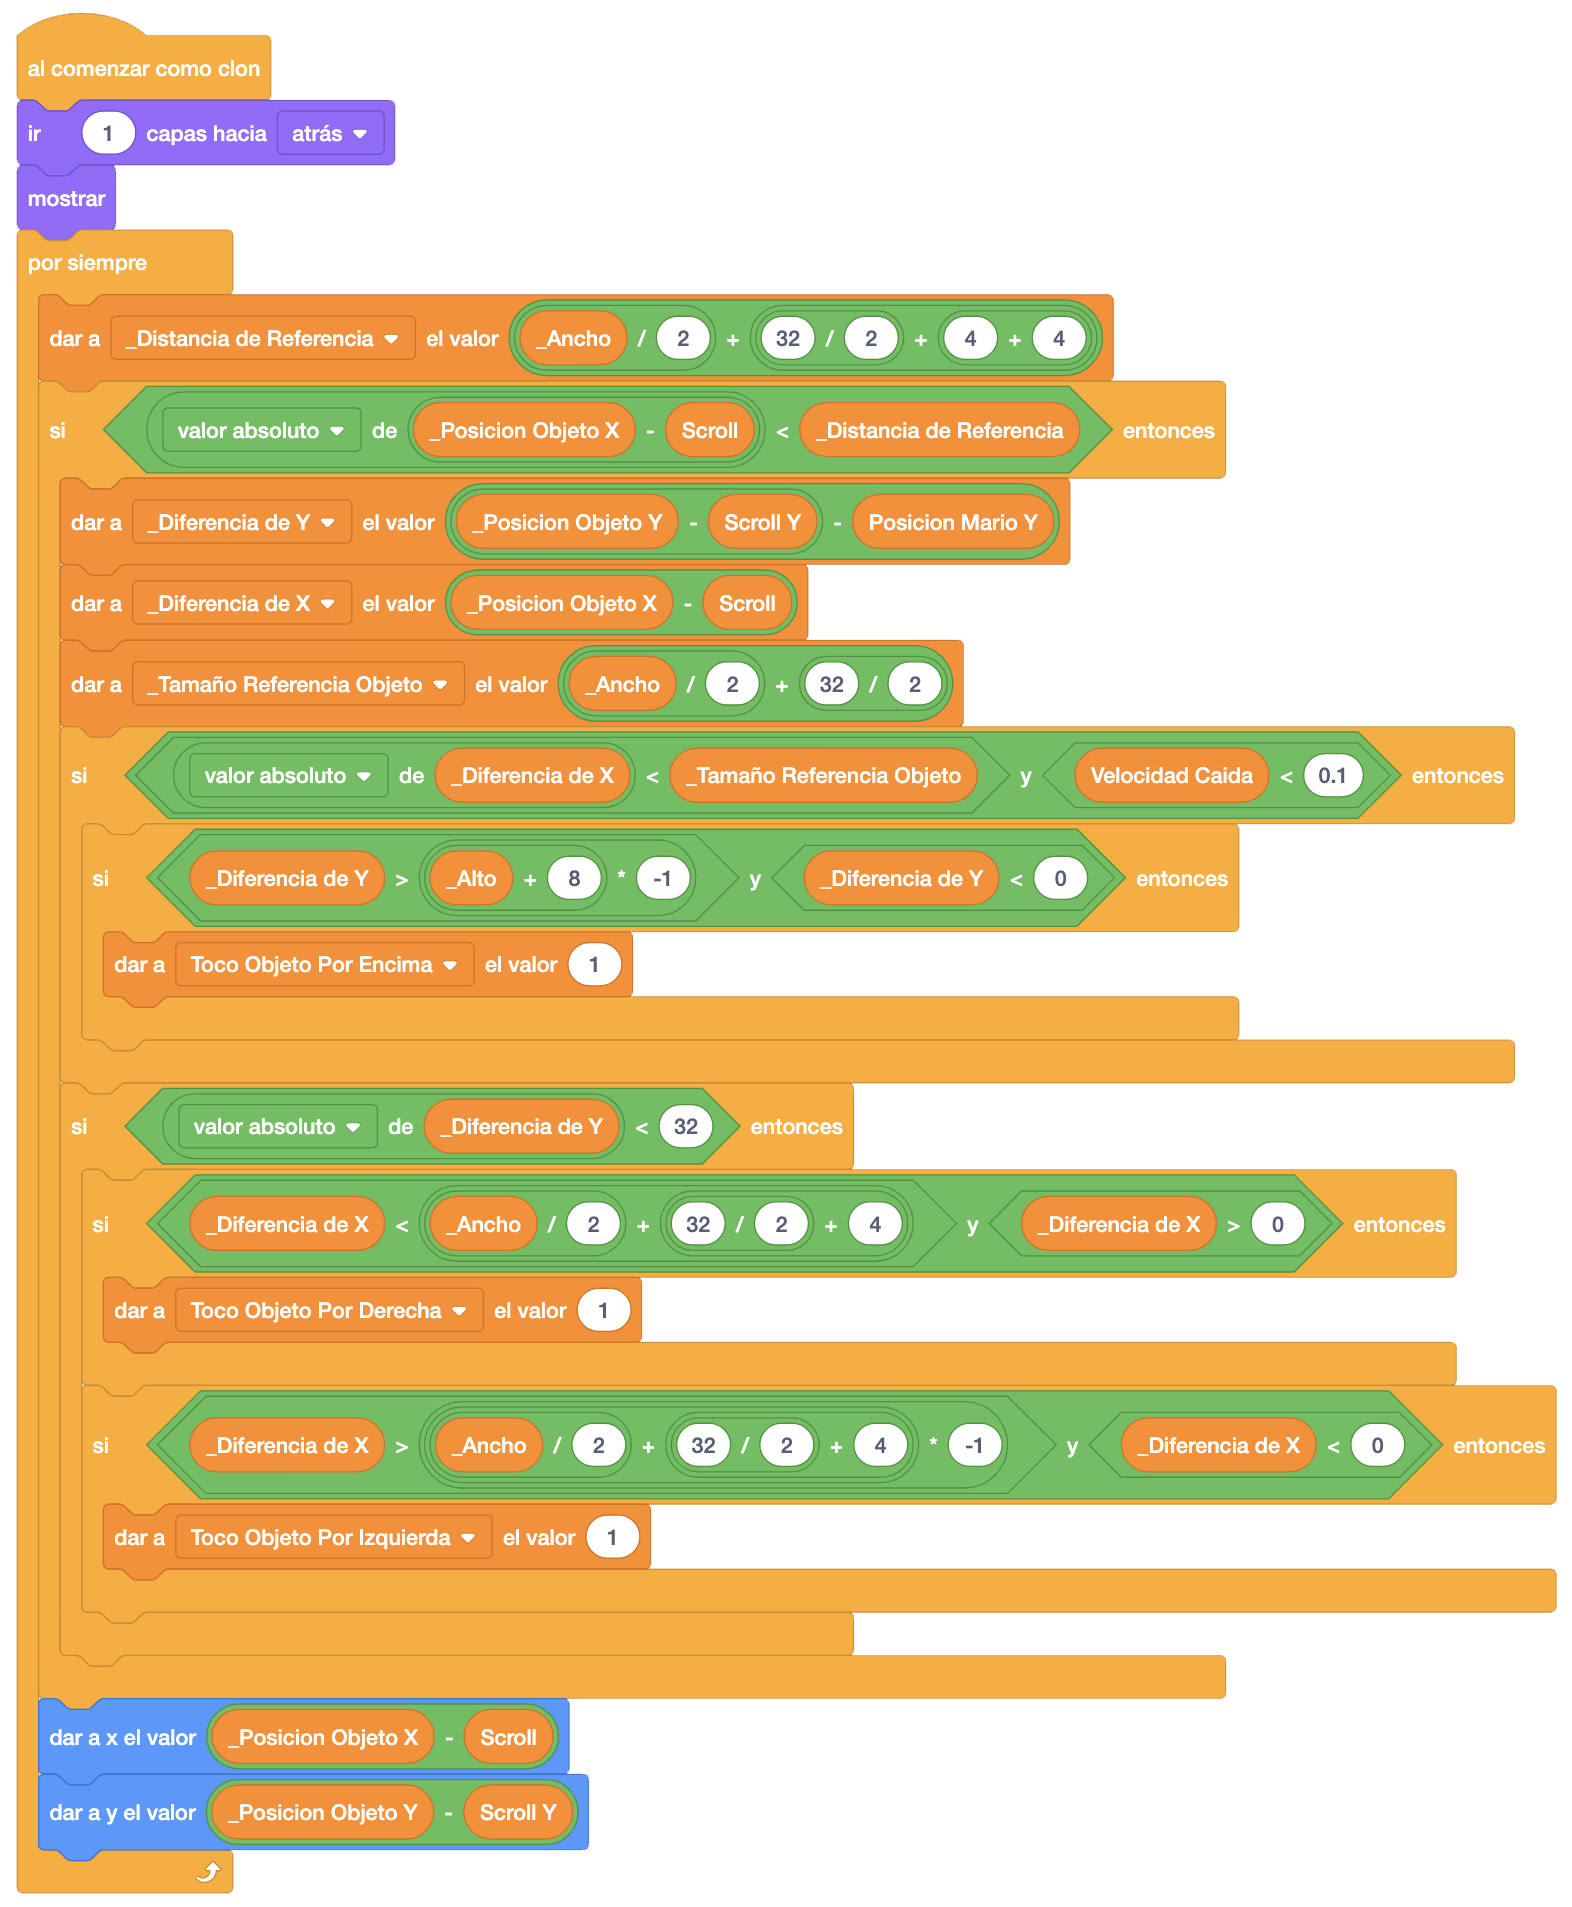 al comenzar como clon
ir 1 capas hacia atrás
mostrar
por siempre
dar a _Distancia de Referencia el valor _Ancho / 2 + 32 / 2 + 4 + 4
si valor absoluto de _Posicion Objeto X - Scroll < _Distancia de Referencia entonces
dar a _Diferencia de Y el valor _Posicion Objeto Y - Scroll Y - Posicion Mario Y
dar a _Diferencia de X el valor _Posicion Objeto X - Scroll
dar a _Tamaño Referencia Objeto el valor _Ancho / 2 + 32 / 2
si valor absoluto de _Diferencia de X < _Tamaño Referencia Objeto y Velocidad Caida < 0.1 entonces
si _Diferencia de Y > _Alto + 8 * -1 y _Diferencia de Y < 0 entonces
dar a Toco Objeto Por Encima el valor 1
si valor absoluto de _Diferencia de Y < 32 entonces
si _Diferencia de X < _Ancho / 2 + 32 / 2 + 4 y _Diferencia de X > 0 entonces
dar a Toco Objeto Por Derecha el valor 1
si _Diferencia de X > _Ancho / 2 + 32 / 2 + 4 * -1 y _Diferencia de X < 0 entonces
dar a Toco Objeto Por Izquierda el valor 1
dar a x el valor _Posicion Objeto X - Scroll
dar a y el valor _Posicion Objeto Y - Scroll Y